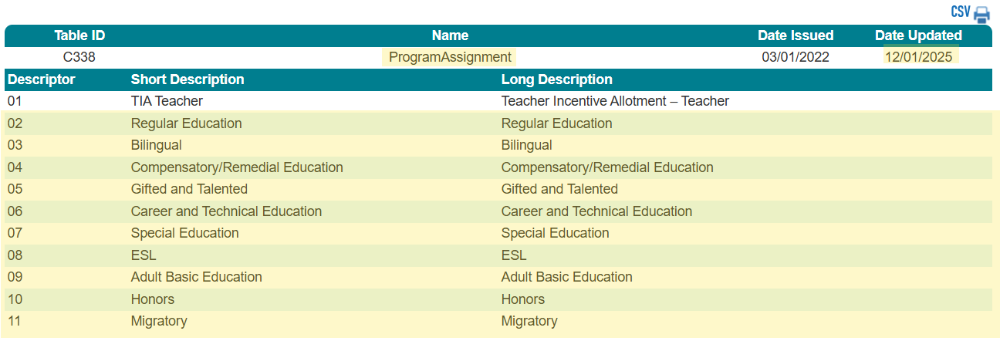 CSV
Table ID Name Date Issued Date Updated
C338 ProgramAssignment 03/01/2022 12/01/2025
Descriptor Short Description Long Description
01 TIA Teacher Teacher Incentive Allotment – Teacher
02 Regular Education Regular Education
03 Bilingual Bilingual
04 Compensatory/Remedial Education Compensatory/Remedial Education
05 Gifted and Talented Gifted and Talented
06 Career and Technical Education Career and Technical Education
07 Special Education Special Education
08 ESL ESL
09 Adult Basic Education Adult Basic Education
10 Honors Honors
11 Migratory Migratory